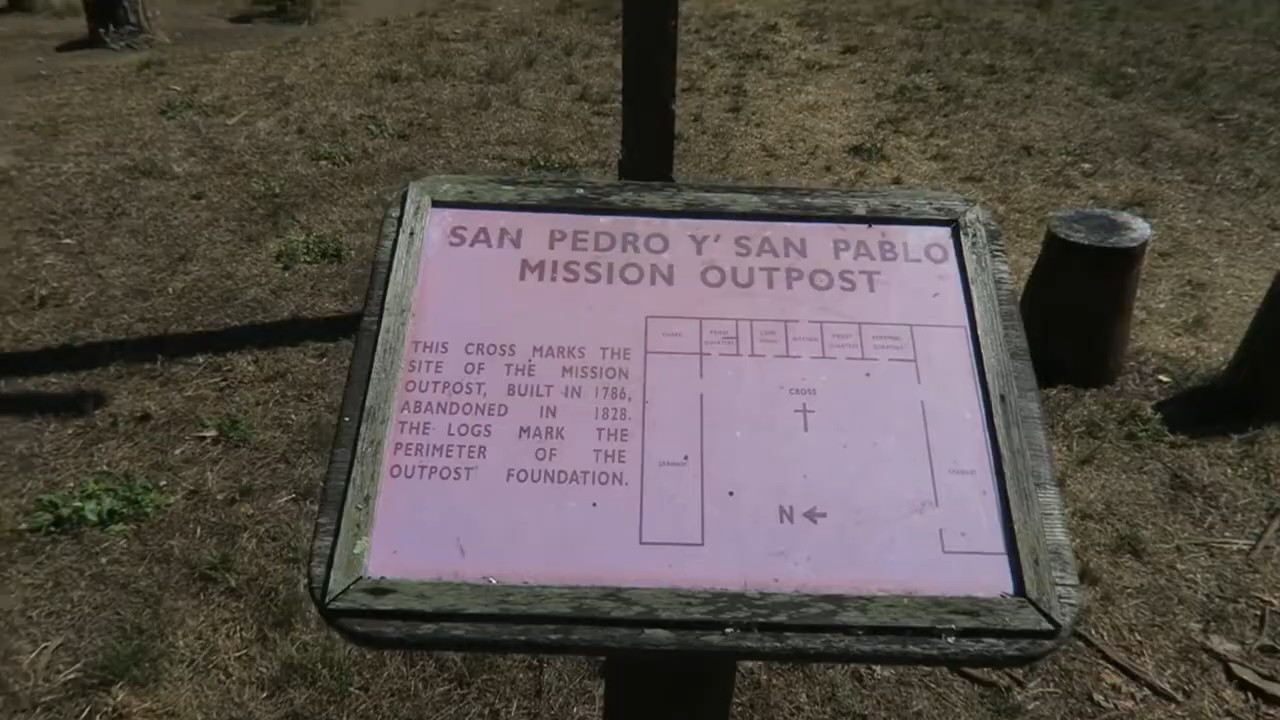 SAN PEDRO Y' SAN PABLO
MISSION OUTPOST
THIS CROSS MARKS THE
SITE OF THE MISSION
OUTPOST, BUILT IN 1786,
ABANDONED IN 1828.
THE LOGS MARK THE
PERIMETER OF THE
OUTPOST FOUNDATION.
CROSS
GRANARY
N